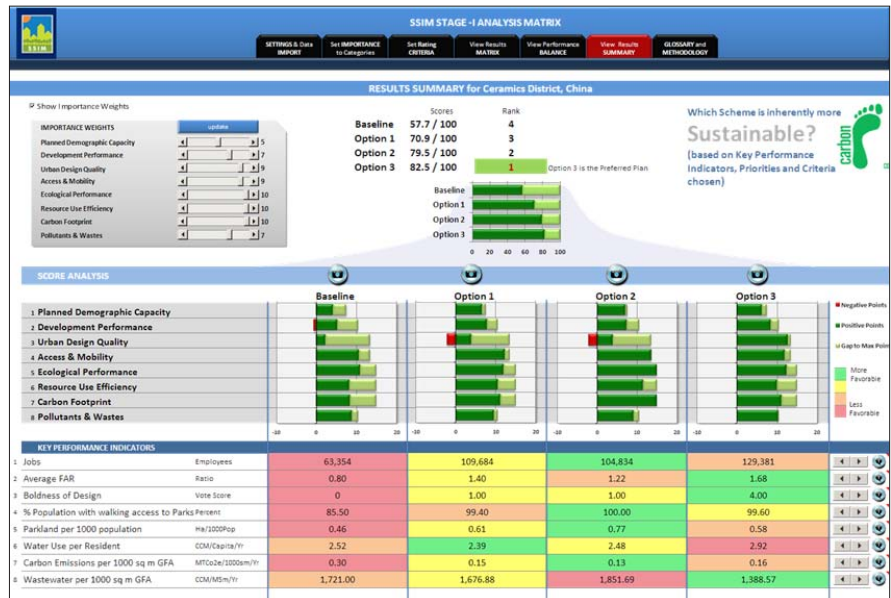 SSIM STAGE -I ANALYSIS MATRIX
SSIM
SETTINGS & Data IMPORT
Set IMPORTANCE to Categories
Set Rating CRITERIA
View Results MATRIX
View Performance BALANCE
View Results SUMMARY
GLOSSARY and METHODOLOGY
RESULTS SUMMARY for Ceramics District, China
Show Importance Weights
IMPORTANCE WEIGHTS update
Planned Demographic Capacity 5
Development Performance 7
Urban Design Quality 9
Access & Mobility 9
Ecological Performance 10
Resource Use Efficiency 10
Carbon Footprint 10
Pollutants & Wastes 7
Scores Rank
Baseline 57.7 / 100 4
Option 1 70.9 / 100 3
Option 2 79.5 / 100 2
Option 3 82.5 / 100 1 Option 3 is the Preferred Plan
Baseline
Option 1
Option 2
Option 3
0 20 40 60 80 100
Which Scheme is inherently more
Sustainable?
(based on Key Performance
Indicators, Priorities and Criteria
chosen)
carbon
SCORE ANALYSIS
Baseline Option 1 Option 2 Option 3
1 Planned Demographic Capacity
2 Development Performance
3 Urban Design Quality
4 Access & Mobility
5 Ecological Performance
6 Resource Use Efficiency
7 Carbon Footprint
8 Pollutants & Wastes
-10 0 10 20 -10 0 10 20 -10 0 10 20 -10 0 10 20
Negative Points
Positive Points
Gap to Max Poin
More
Favorable
Less
Favorable
KEY PERFORMANCE INDICATORS
1 Jobs Employees 63,354 109,684 104,834 129,381
2 Average FAR Ratio 0.80 1.40 1.22 1.68
3 Boldness of Design Vote Score 0 1.00 1.00 4.00
4 % Population with walking access to Parks Percent 85.50 99.40 100.00 99.60
5 Parkland per 1000 population Ha/1000Pop 0.46 0.61 0.77 0.58
6 Water Use per Resident CCM/Capita/Yr 2.52 2.39 2.48 2.92
7 Carbon Emissions per 1000 sq m GFA MTCo2e/1000sm/Yr 0.30 0.15 0.13 0.16
8 Wastewater per 1000 sq m GFA CCM/MSm/Yr 1,721.00 1,676.88 1,851.69 1,388.57